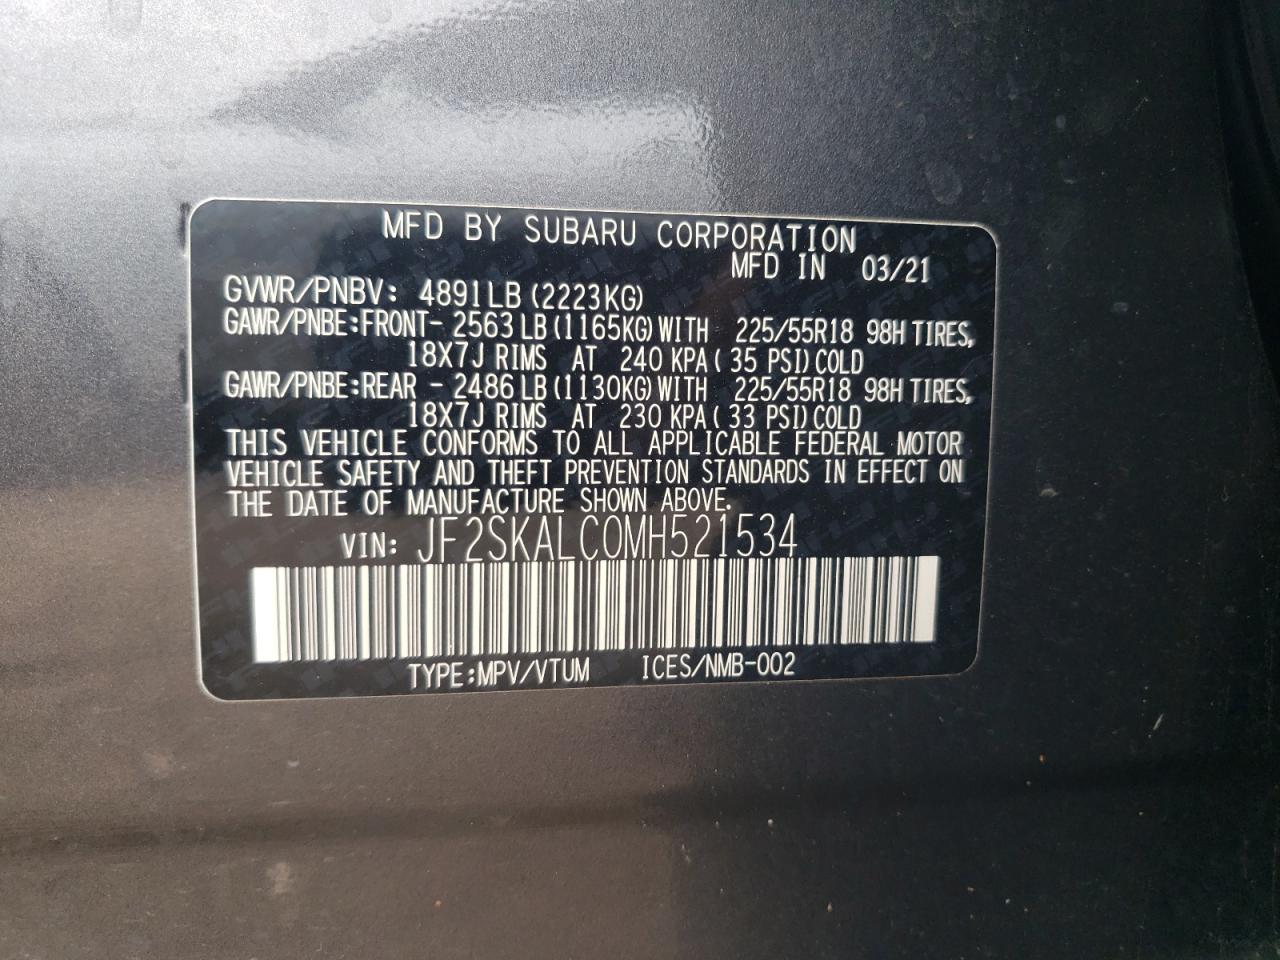 MFD BY SUBARU CORPORATION
MFD IN 03/21
GVWR/PNBV: 4891LB (2223KG)
GAWR/PNBE:FRONT- 2563LB (1165KG) WITH 225/55R18 98H TIRES,
18X7J RIMS AT 240 KPA ( 35 PSI) COLD
GAWR/PNBE:REAR - 2486LB (1130KG) WITH 225/55R18 98H TIRES,
18X7J RIMS AT 230 KPA ( 33 PSI) COLD
THIS VEHICLE CONFORMS TO ALL APPLICABLE FEDERAL MOTOR
VEHICLE SAFETY AND THEFT PREVENTION STANDARDS IN EFFECT ON
THE DATE OF MANUFACTURE SHOWN ABOVE.
VIN: JF2SKALC0MH521534
TYPE:MPV/VTUM ICES/NMB-002